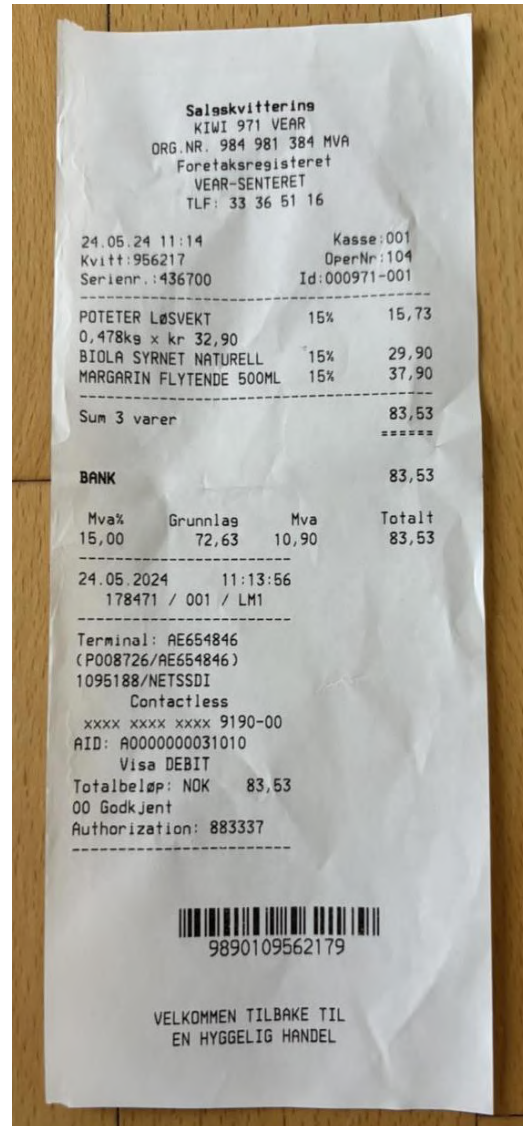 Salgskvittering
KIWI 971 VEAR
ORG.NR. 984 981 384 MVA
Foretaksregisteret
VEAR-SENTERET
TLF: 33 36 51 16
24.05.24 11:14 Kasse:001
Kvitt:956217 OperNr:104
Serienr.:436700 Id:000971-001
--------------------------------
POTETER LØSVEKT 15% 15,73
0,478kg x kr 32,90
BIOLA SYRNET NATURELL 15% 29,90
MARGARIN FLYTENDE 500ML 15% 37,90
--------------------------------
Sum 3 varer 83,53
======
BANK 83,53
Mva% Grunnlag Mva Totalt
15,00 72,63 10,90 83,53
------------------------
24.05.2024 11:13:56
178471 / 001 / LM1
------------------------
Terminal: AE654846
(P008726/AE654846)
1095188/NETSSDI
Contactless
xxxx xxxx xxxx 9190-00
AID: A0000000031010
Visa DEBIT
Totalbeløp: NOK 83,53
00 Godkjent
Authorization: 883337
------------------------
9890109562179
VELKOMMEN TILBAKE TIL
EN HYGGELIG HANDEL